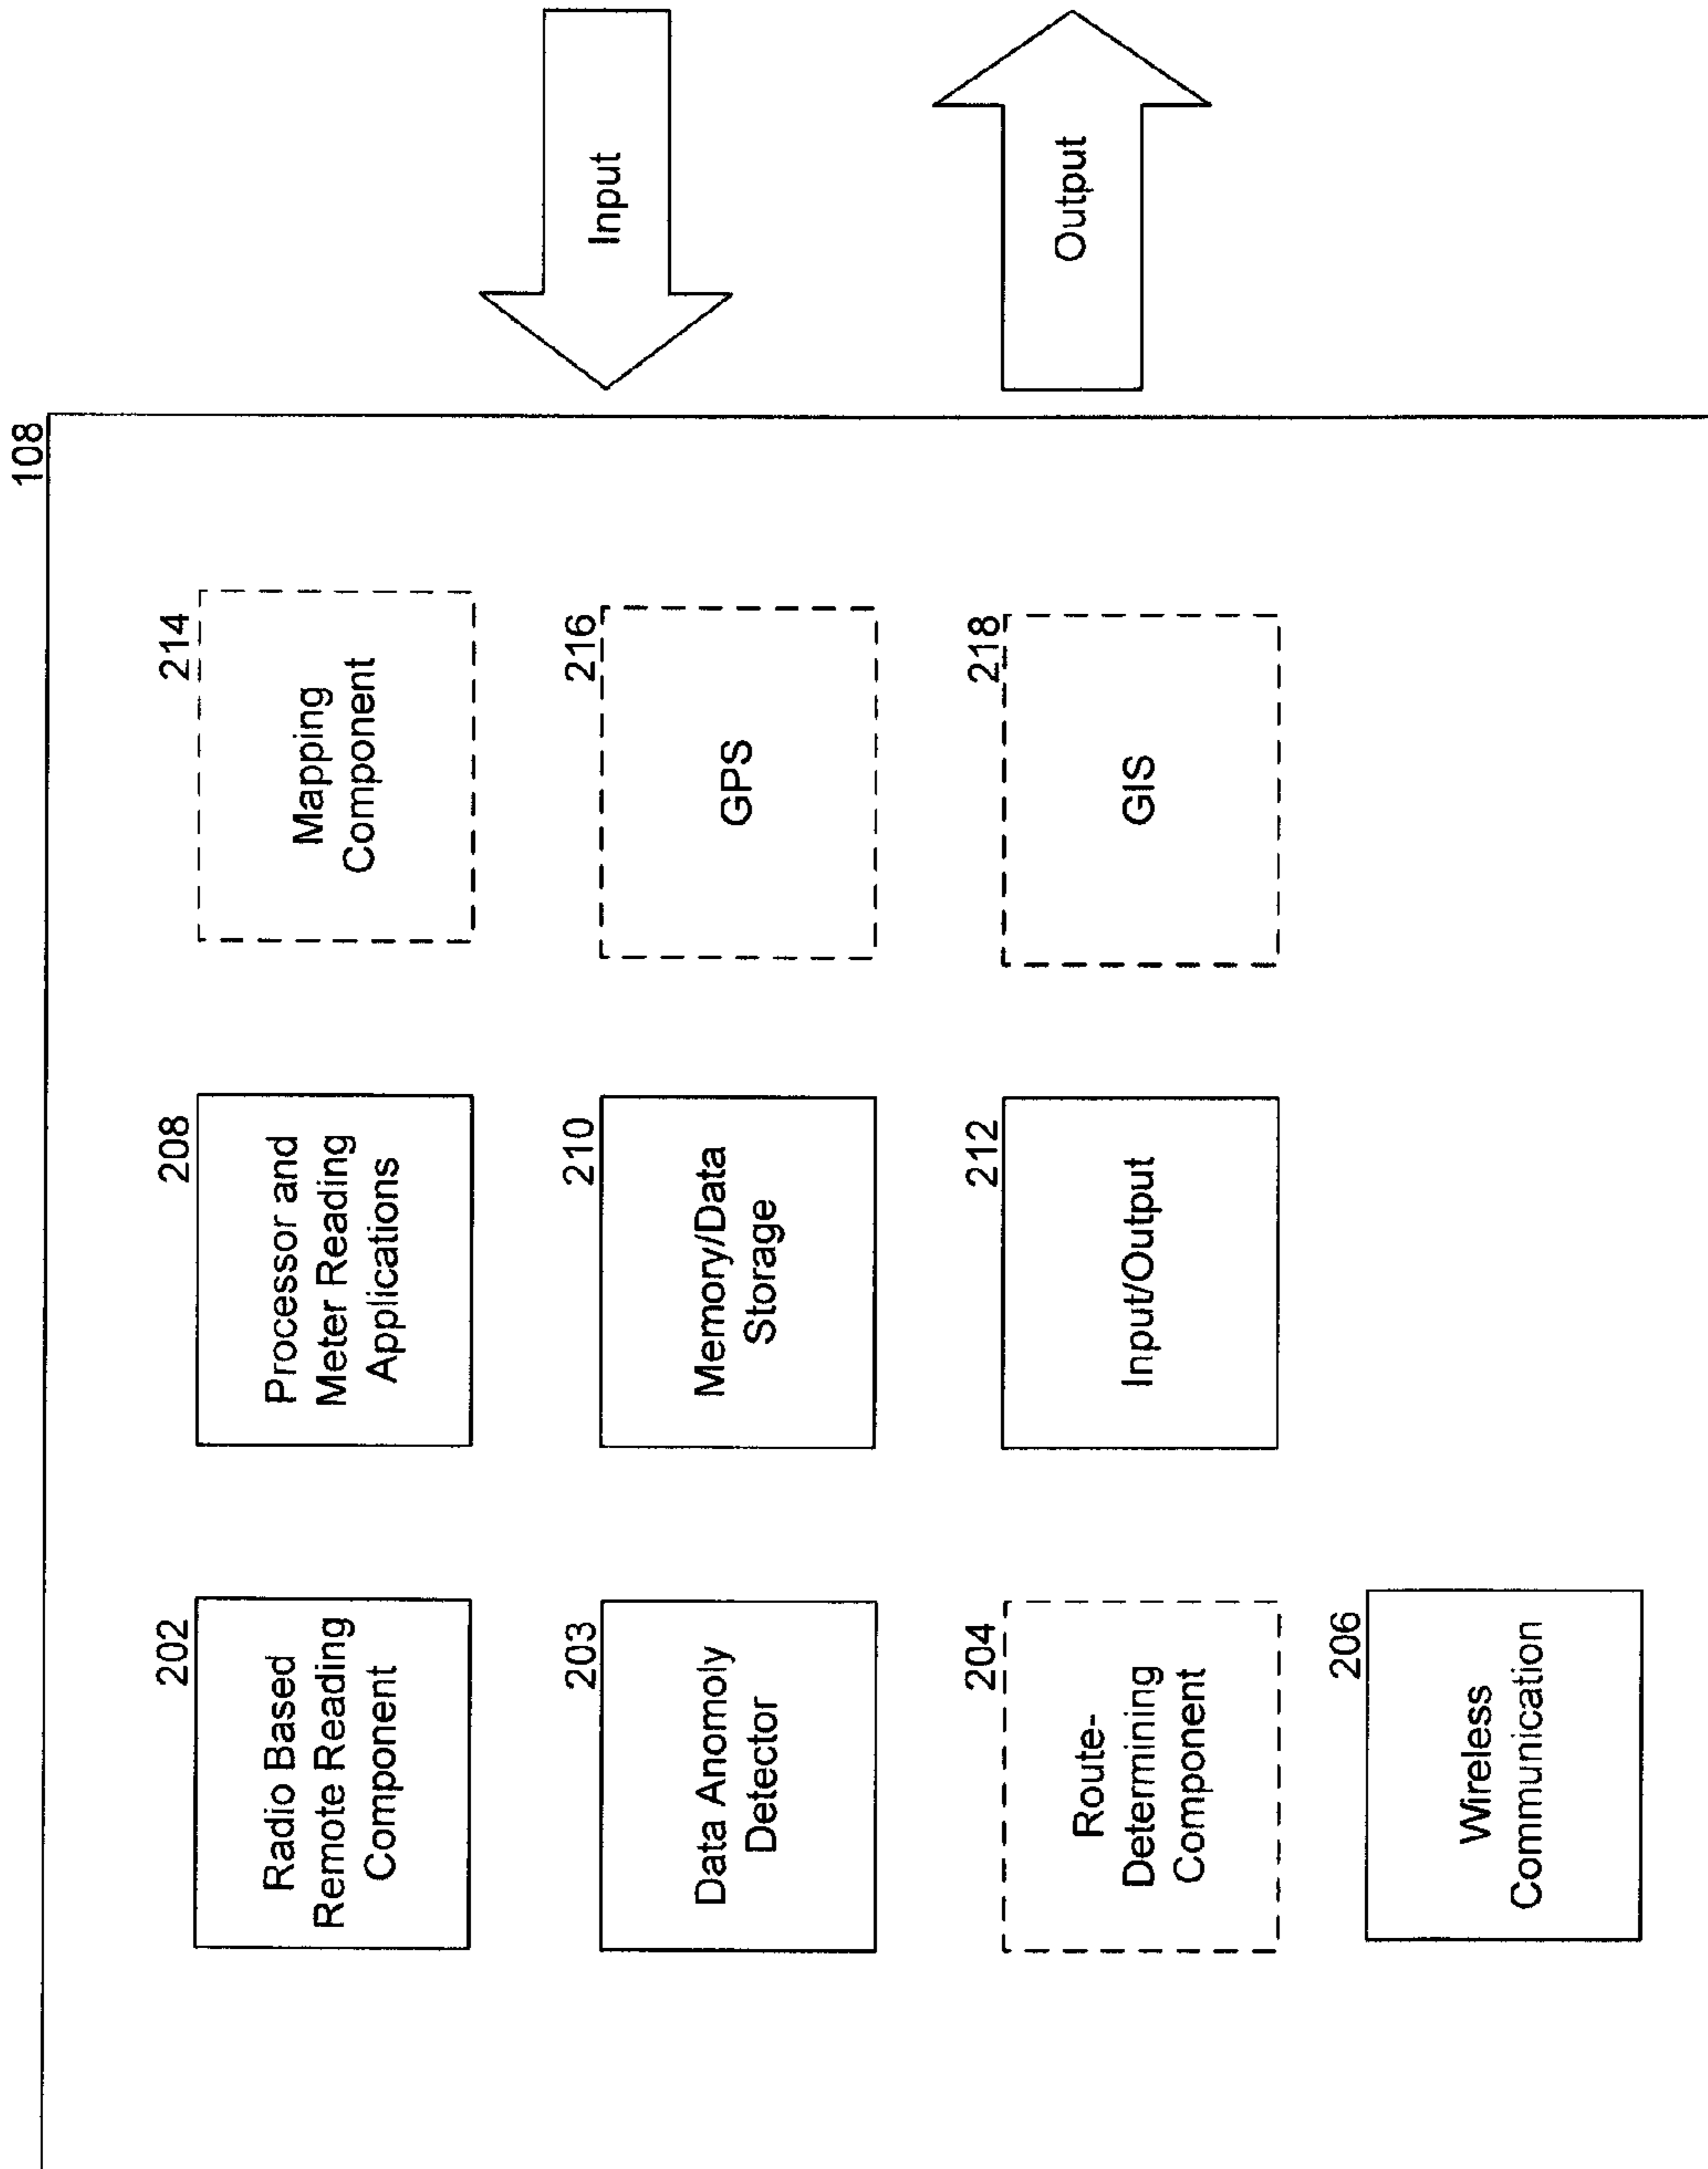 108
202
Radio Based
Remote Reading
Component
208
Processor and
Meter Reading
Applications
214
Mapping
Component
203
Data Anomoly
Detector
210
Memory/Data
Storage
216
GPS
204
Route-
Determining
Component
212
Input/Output
218
GIS
206
Wireless
Communication
Input
Output